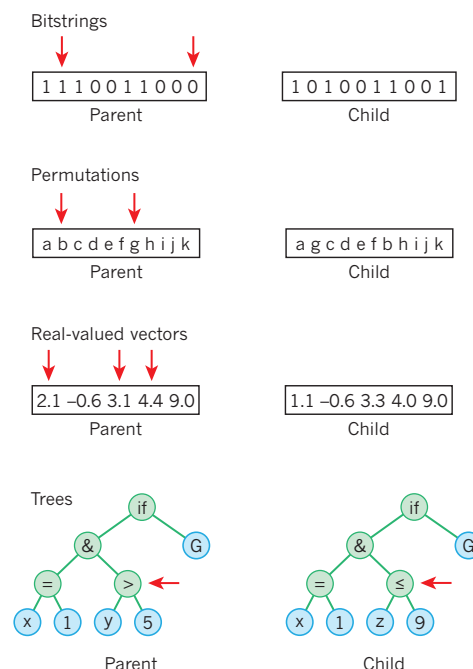 Bitstrings
1 1 1 0 0 1 1 0 0 0 1 0 1 0 0 1 1 0 0 1
Parent Child
Permutations
a b c d e f g h i j k a g c d e f b h i j k
Parent Child
Real-valued vectors
2.1 –0.6 3.1 4.4 9.0 1.1 –0.6 3.3 4.0 9.0
Parent Child
Trees
if if
& G & G
= > = ≤
x 1 y 5 x 1 z 9
Parent Child